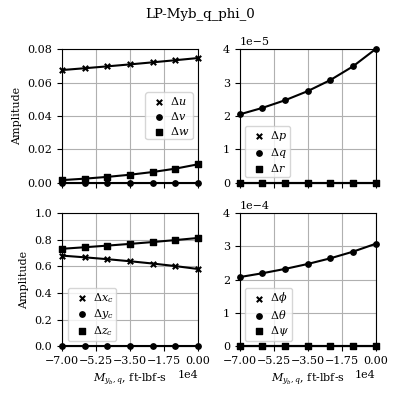 LP-Myb_q_phi_0
1e−5
0.08
0.06
0.04
0.02
0.00
Amplitude
Δu
Δv
Δw
4
3
2
1
0
Δp
Δq
Δr
1e−4
1.0
0.8
0.6
0.4
0.2
0.0
Amplitude
Δx_c
Δy_c
Δz_c
−7.00 −5.25 −3.50 −1.75 0.00
1e4
M_{y_b,q}, ft-lbf-s
4
3
2
1
0
Δϕ
Δθ
Δψ
−7.00 −5.25 −3.50 −1.75 0.00
1e4
M_{y_b,q}, ft-lbf-s